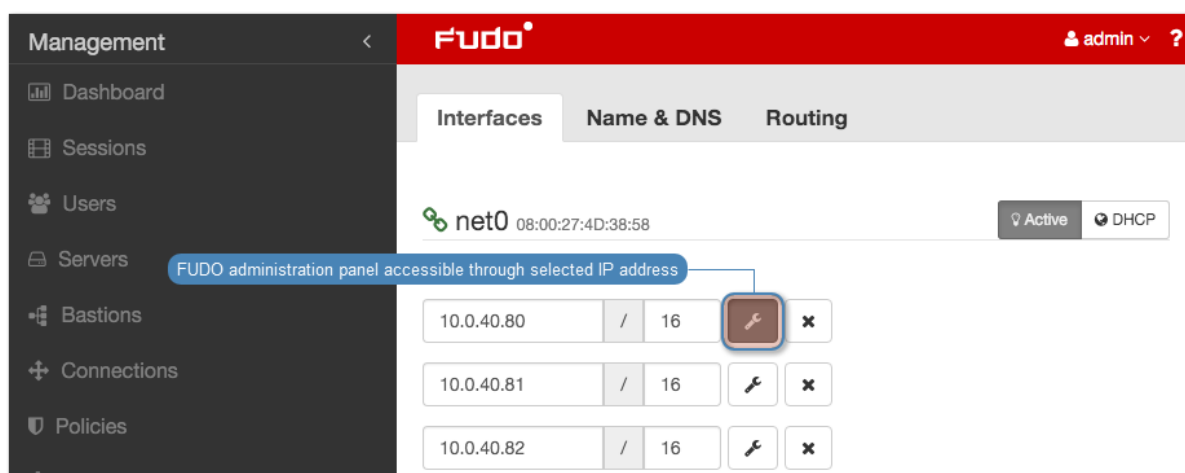 Management
FUDO
admin
?
Dashboard
Interfaces Name & DNS Routing
Sessions
Users
net0 08:00:27:4D:38:58
Active DHCP
Servers
FUDO administration panel accessible through selected IP address
Bastions
10.0.40.80 / 16
Connections
10.0.40.81 / 16
Policies
10.0.40.82 / 16